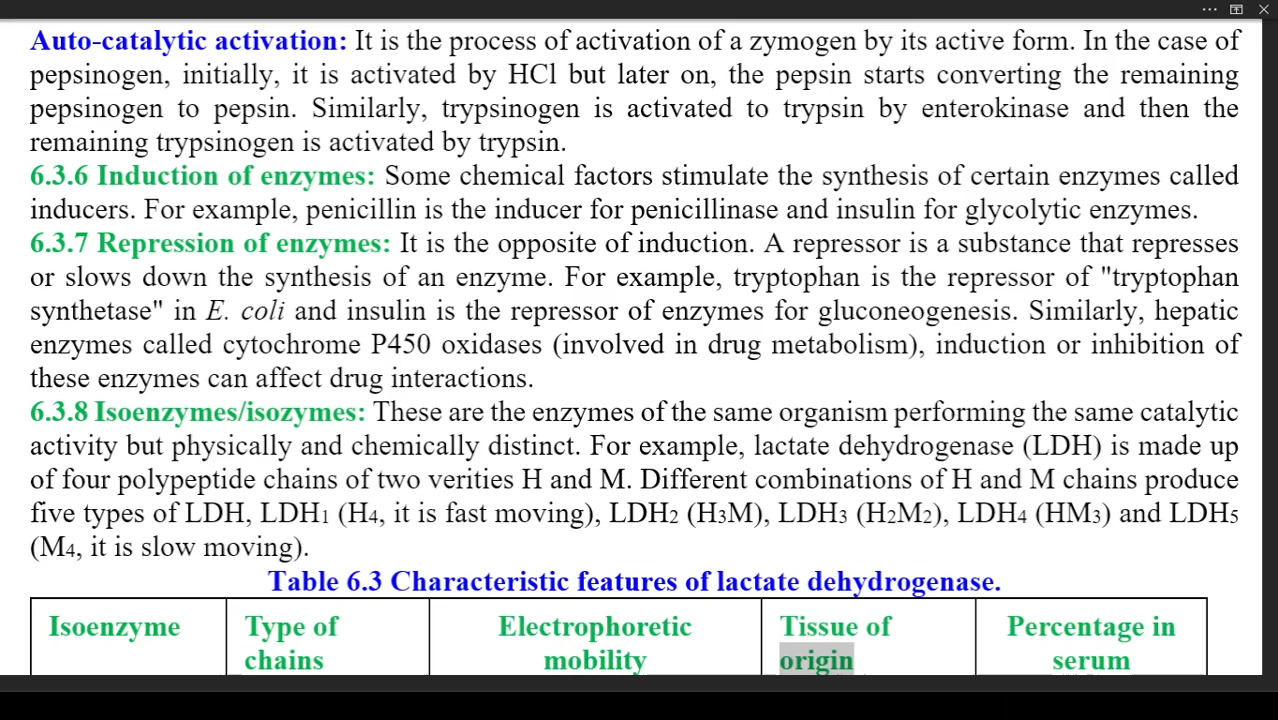 Auto-catalytic activation: It is the process of activation of a zymogen by its active form. In the case of
pepsinogen, initially, it is activated by HCl but later on, the pepsin starts converting the remaining
pepsinogen to pepsin. Similarly, trypsinogen is activated to trypsin by enterokinase and then the
remaining trypsinogen is activated by trypsin.
6.3.6 Induction of enzymes: Some chemical factors stimulate the synthesis of certain enzymes called
inducers. For example, penicillin is the inducer for penicillinase and insulin for glycolytic enzymes.
6.3.7 Repression of enzymes: It is the opposite of induction. A repressor is a substance that represses
or slows down the synthesis of an enzyme. For example, tryptophan is the repressor of "tryptophan
synthetase" in E. coli and insulin is the repressor of enzymes for gluconeogenesis. Similarly, hepatic
enzymes called cytochrome P450 oxidases (involved in drug metabolism), induction or inhibition of
these enzymes can affect drug interactions.
6.3.8 Isoenzymes/isozymes: These are the enzymes of the same organism performing the same catalytic
activity but physically and chemically distinct. For example, lactate dehydrogenase (LDH) is made up
of four polypeptide chains of two verities H and M. Different combinations of H and M chains produce
five types of LDH, LDH₁ (H₄, it is fast moving), LDH₂ (H₃M), LDH₃ (H₂M₂), LDH₄ (HM₃) and LDH₅
(M₄, it is slow moving).
Table 6.3 Characteristic features of lactate dehydrogenase.
Isoenzyme Type of Electrophoretic Tissue of Percentage in
chains mobility origin serum